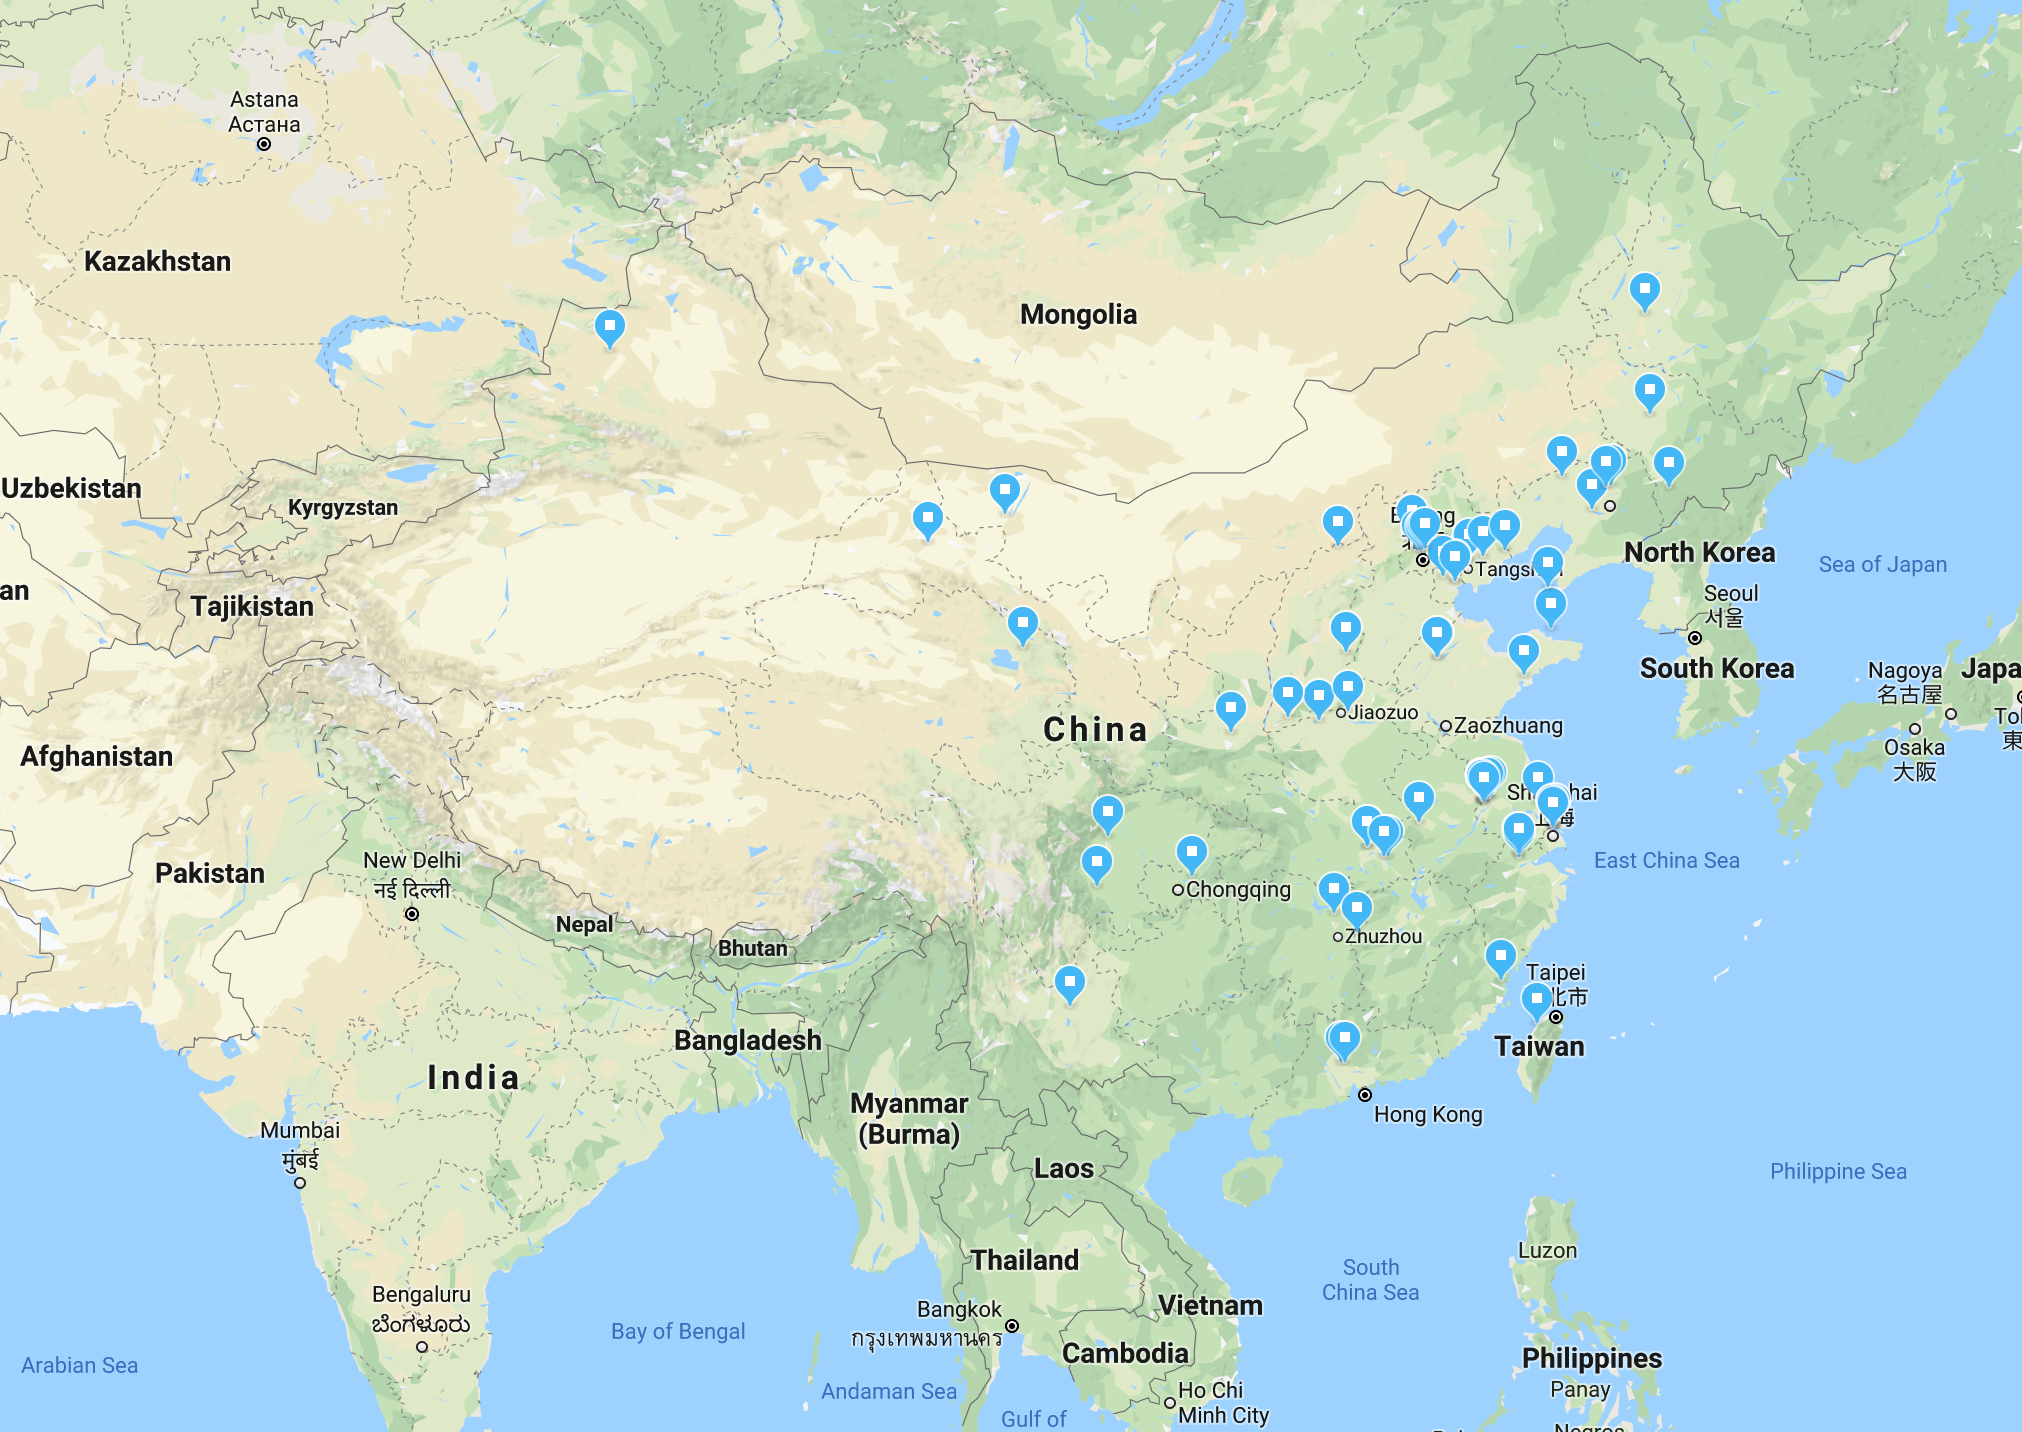 Astana
Астана
Kazakhstan
Mongolia
Uzbekistan
Kyrgyzstan
Tajikistan
an
Afghanistan
Pakistan
New Delhi
नई दिल्ली
Nepal
Bhutan
Bangladesh
India
Mumbai
मुंबई
Bengaluru
ಬೆಂಗಳೂರು
Arabian Sea
Bay of Bengal
Andaman Sea
Gulf of
Myanmar
(Burma)
Laos
Thailand
Bangkok
กรุงเทพมหานคร
Vietnam
Cambodia
Ho Chi
Minh City
China
Chongqing
Jiaozuo
Zaozhuang
Zhuzhou
Hong Kong
Taipei
Taiwan
North Korea
Seoul
서울
South Korea
Sea of Japan
Nagoya
名古屋
Japa
Osaka
大阪
Tol
東
East China Sea
Philippine Sea
South
China Sea
Luzon
Philippines
Panay